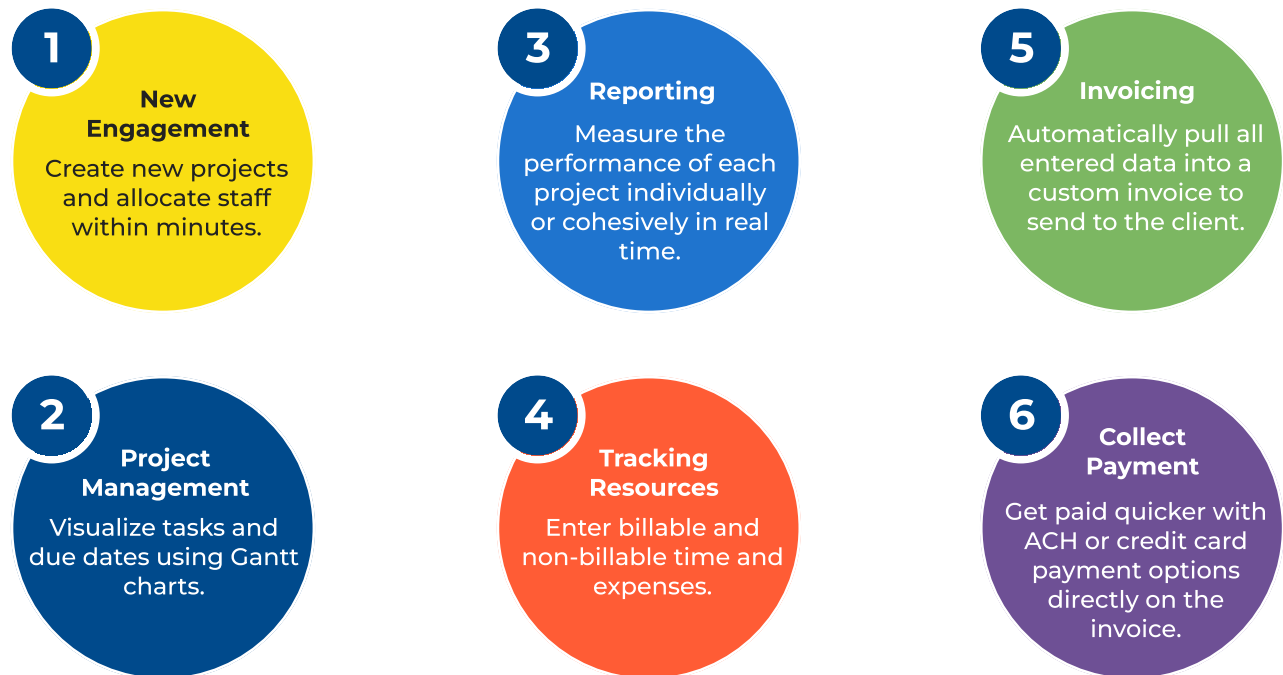 1
New
Engagement
Create new projects
and allocate staff
within minutes.
2
Project
Management
Visualize tasks and
due dates using Gantt
charts.
3
Reporting
Measure the
performance of each
project individually
or cohesively in real
time.
4
Tracking
Resources
Enter billable and
non-billable time and
expenses.
5
Invoicing
Automatically pull all
entered data into a
custom invoice to
send to the client.
6
Collect
Payment
Get paid quicker with
ACH or credit card
payment options
directly on the
invoice.